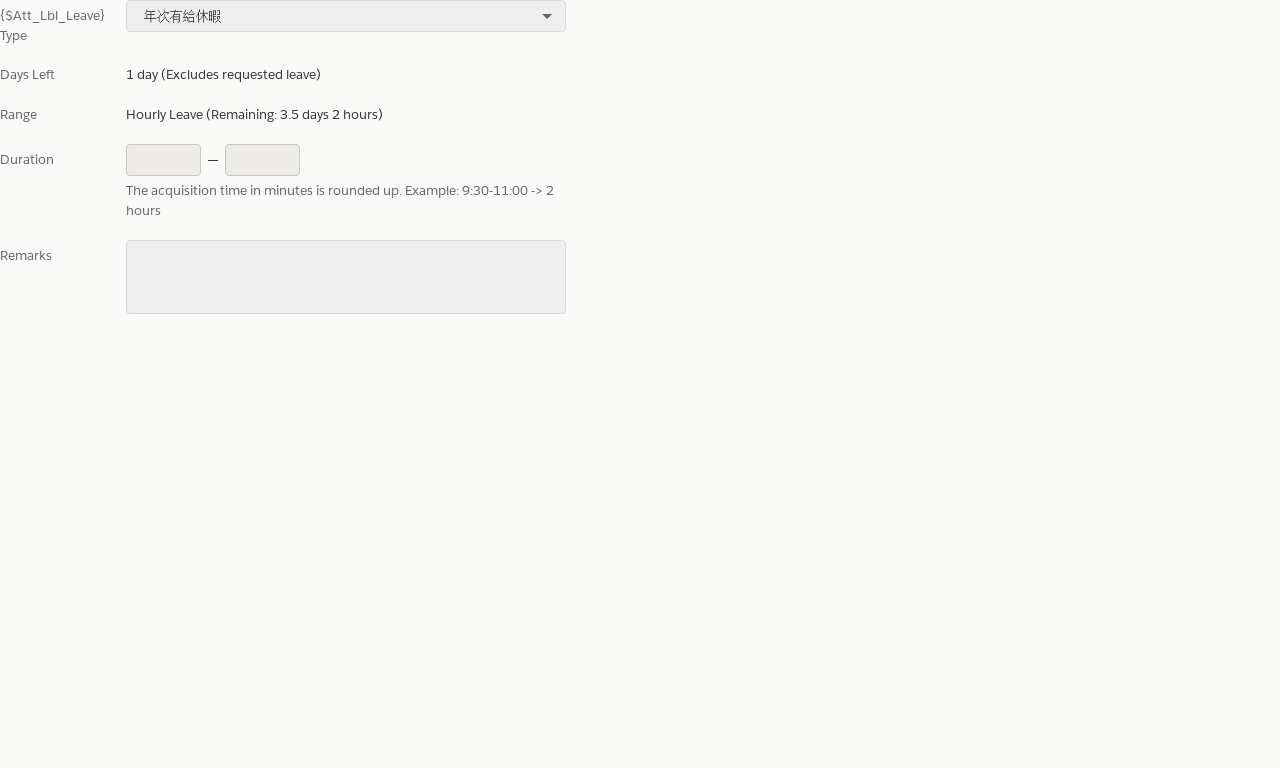 {$Att_Lbl_Leave}
Type
年次有給休暇
Days Left
1 day (Excludes requested leave)
Range
Hourly Leave (Remaining: 3.5 days 2 hours)
Duration
–
The acquisition time in minutes is rounded up. Example: 9:30-11:00 -> 2
hours
Remarks